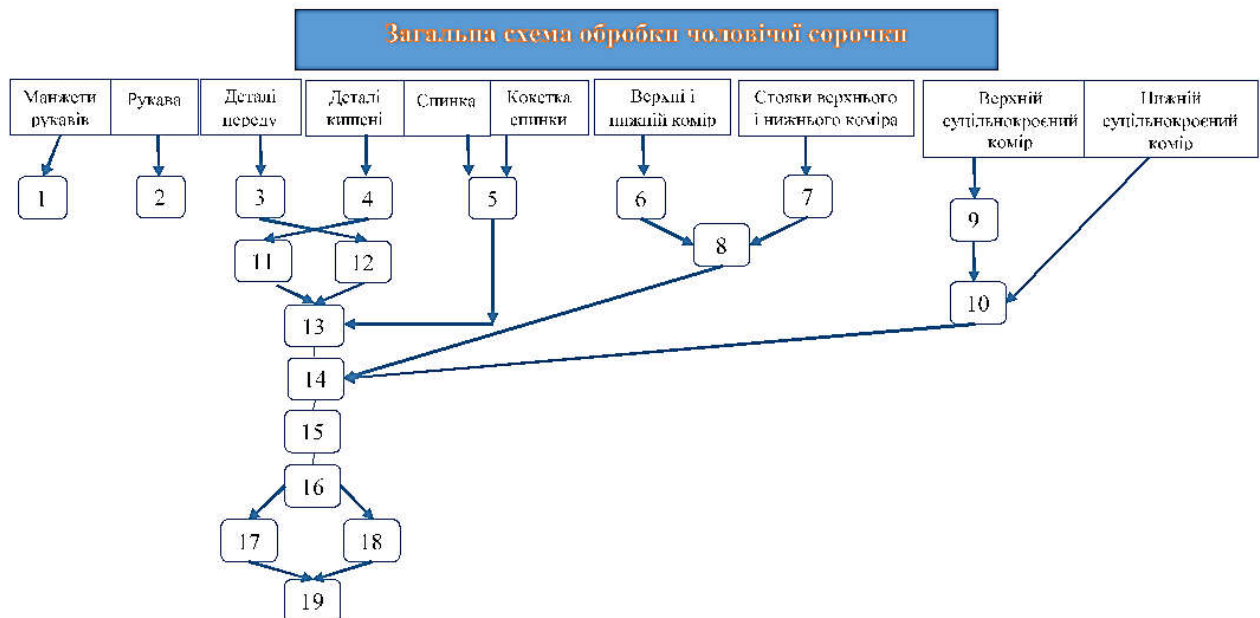 Загальна схема обробки чоловічої сорочки
Манжети
рукавів
Рукава
Деталі
переду
Деталі
кишені
Спинка
Кокетка
спинки
Верхні і
нижній комір
Стояки верхнього
і нижнього коміра
Верхній
суцільнокроєний
комір
Нижній
суцільнокроєний
комір
1
2
3
4
5
6
7
9
8
11
12
10
13
14
15
16
17
18
19